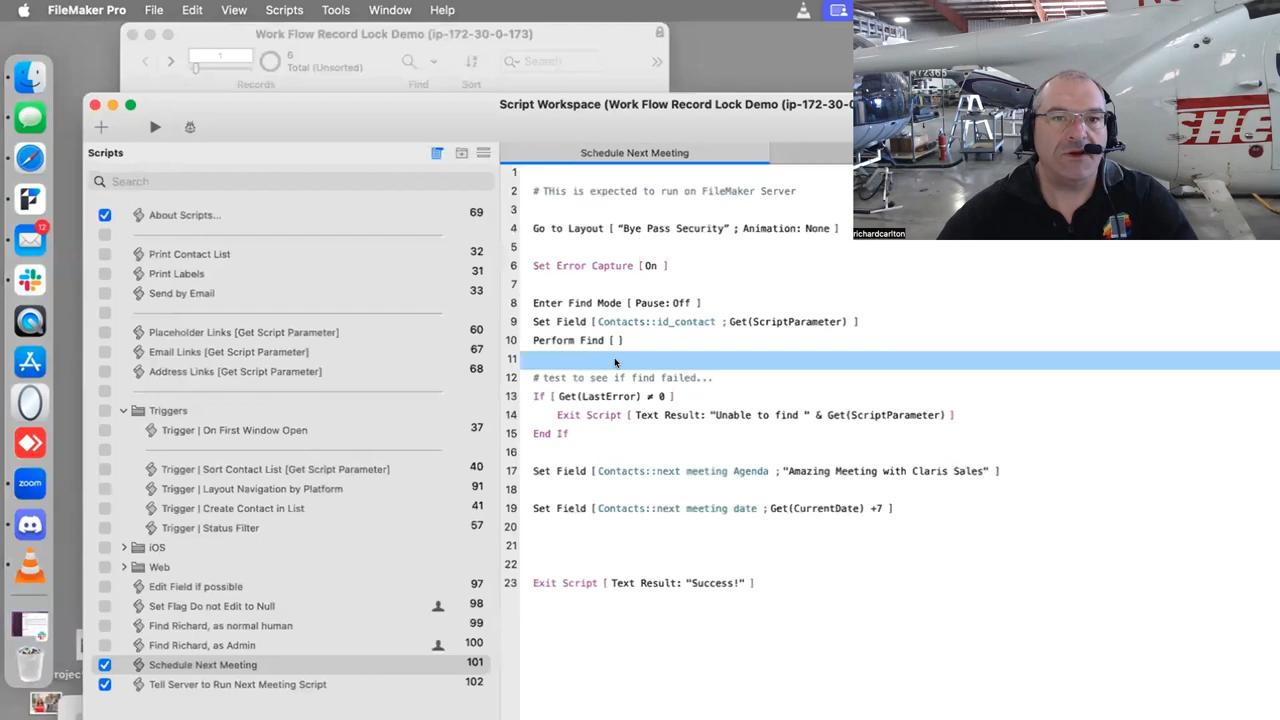 FileMaker Pro File Edit View Scripts Tools Window Help
Work Flow Record Lock Demo (ip-172-30-0-173)
1
6
Total (Unsorted)
Search
Records Find Sort
Script Workspace (Work Flow Record Lock Demo (ip-172-30-0
Scripts
Search
About Scripts... 69
Print Contact List 32
Print Labels 31
Send by Email 33
Placeholder Links [Get Script Parameter] 60
Email Links [Get Script Parameter] 67
Address Links [Get Script Parameter] 68
Triggers
Trigger | On First Window Open 37
Trigger | Sort Contact List [Get Script Parameter] 40
Trigger | Layout Navigation by Platform 91
Trigger | Create Contact in List 41
Trigger | Status Filter 57
iOS
Web
Edit Field if possible 97
Set Flag Do not Edit to Null 98
Find Richard, as normal human 99
Find Richard, as Admin 100
Schedule Next Meeting 101
Tell Server to Run Next Meeting Script 102
Schedule Next Meeting
1
2 # THis is expected to run on FileMaker Server
3
4 Go to Layout [ “Bye Pass Security” ; Animation: None ]
5
6 Set Error Capture [ On ]
7
8 Enter Find Mode [ Pause: Off ]
9 Set Field [ Contacts::id_contact ; Get(ScriptParameter) ]
10 Perform Find [ ]
11
12 # test to see if find failed...
13 If [ Get(LastError) ≠ 0 ]
14 Exit Script [ Text Result: "Unable to find " & Get(ScriptParameter) ]
15 End If
16
17 Set Field [ Contacts::next meeting Agenda ; "Amazing Meeting with Claris Sales" ]
18
19 Set Field [ Contacts::next meeting date ; Get(CurrentDate) +7 ]
20
21
22
23 Exit Script [ Text Result: "Success!" ]
12
zoom
richardcarlton